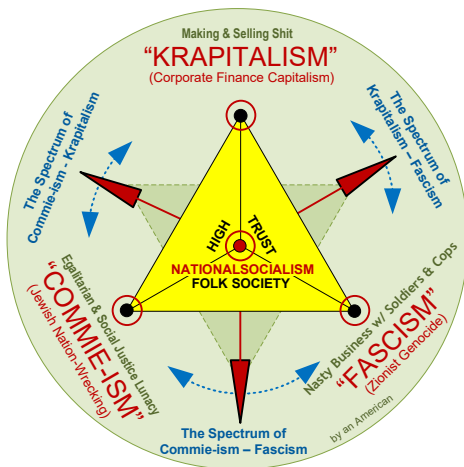 Making & Selling Shit
“KRAPITALISM”
(Corporate Finance Capitalism)
The Spectrum of
Commie-ism - Krapitalism
The Spectrum of
Krapitalism – Fascism
HIGH
TRUST
NATIONALSOCIALISM
FOLK SOCIETY
Egalitarian & Social Justice Lunacy
“COMMIE-ISM”
(Jewish Nation-Wrecking)
Nasty Business w/ Soldiers & Cops
“FASCISM”
(Zionist Genocide)
The Spectrum of
Commie-ism – Fascism
by an American